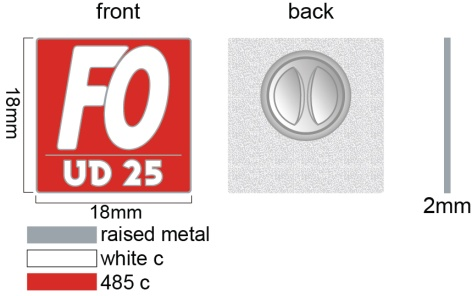 front
back
18mm
FO
UD 25
18mm
2mm
raised metal
white c
485 c